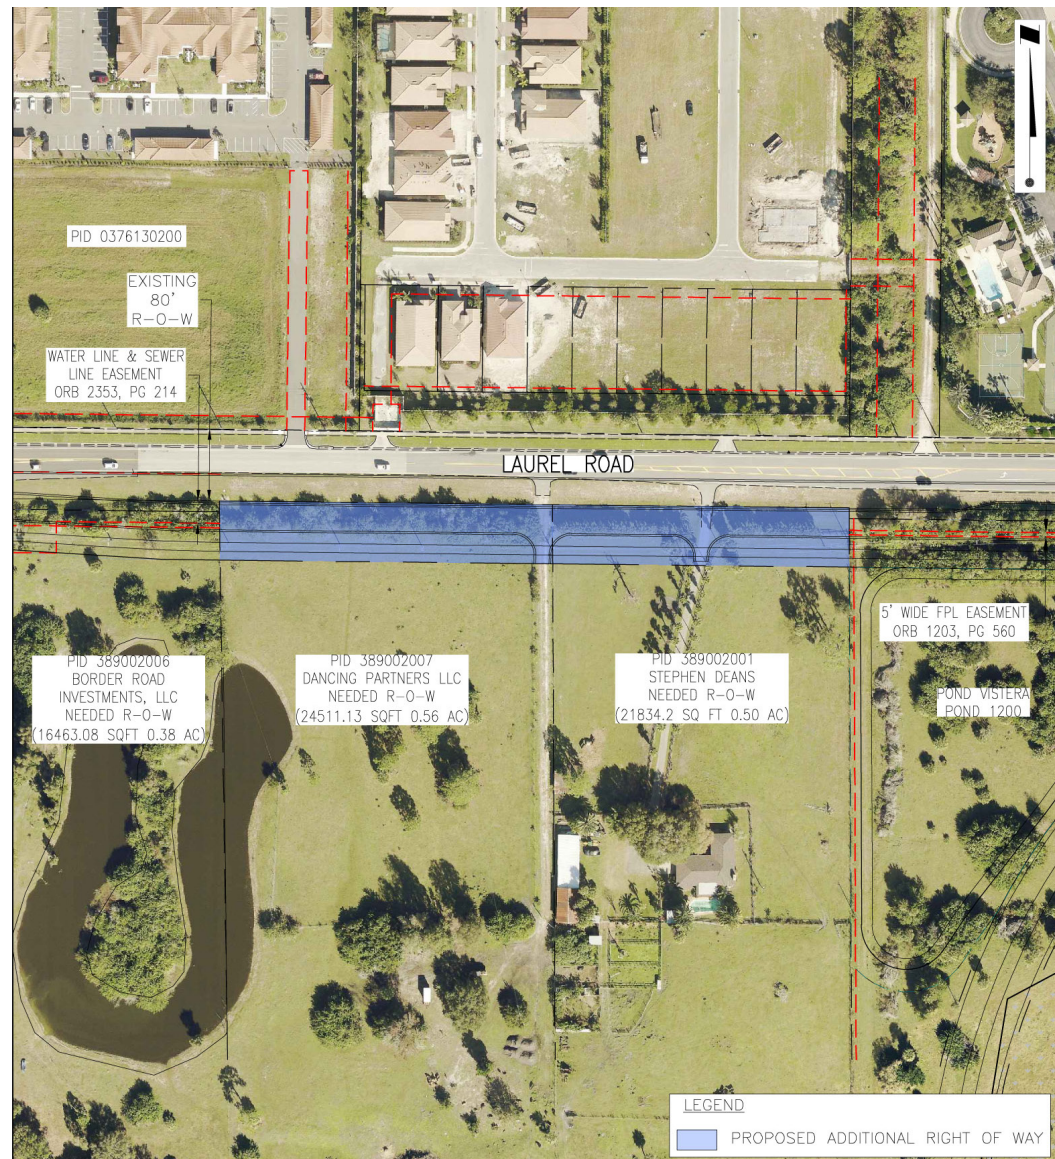 PID 0376130200
EXISTING
80'
R-O-W
WATER LINE & SEWER
LINE EASEMENT
ORB 2353, PG 214
LAUREL ROAD
5' WIDE FPL EASEMENT
ORB 1203, PG 560
PID 389002006
BORDER ROAD
INVESTMENTS, LLC
NEEDED R-O-W
(16463.08 SQFT 0.38 AC)
PID 389002007
DANCING PARTNERS LLC
NEEDED R-O-W
(24511.13 SQFT 0.56 AC)
PID 389002001
STEPHEN DEANS
NEEDED R-O-W
(21834.2 SQ FT 0.50 AC)
POND VISTERA
POND 1200
LEGEND
PROPOSED ADDITIONAL RIGHT OF WAY